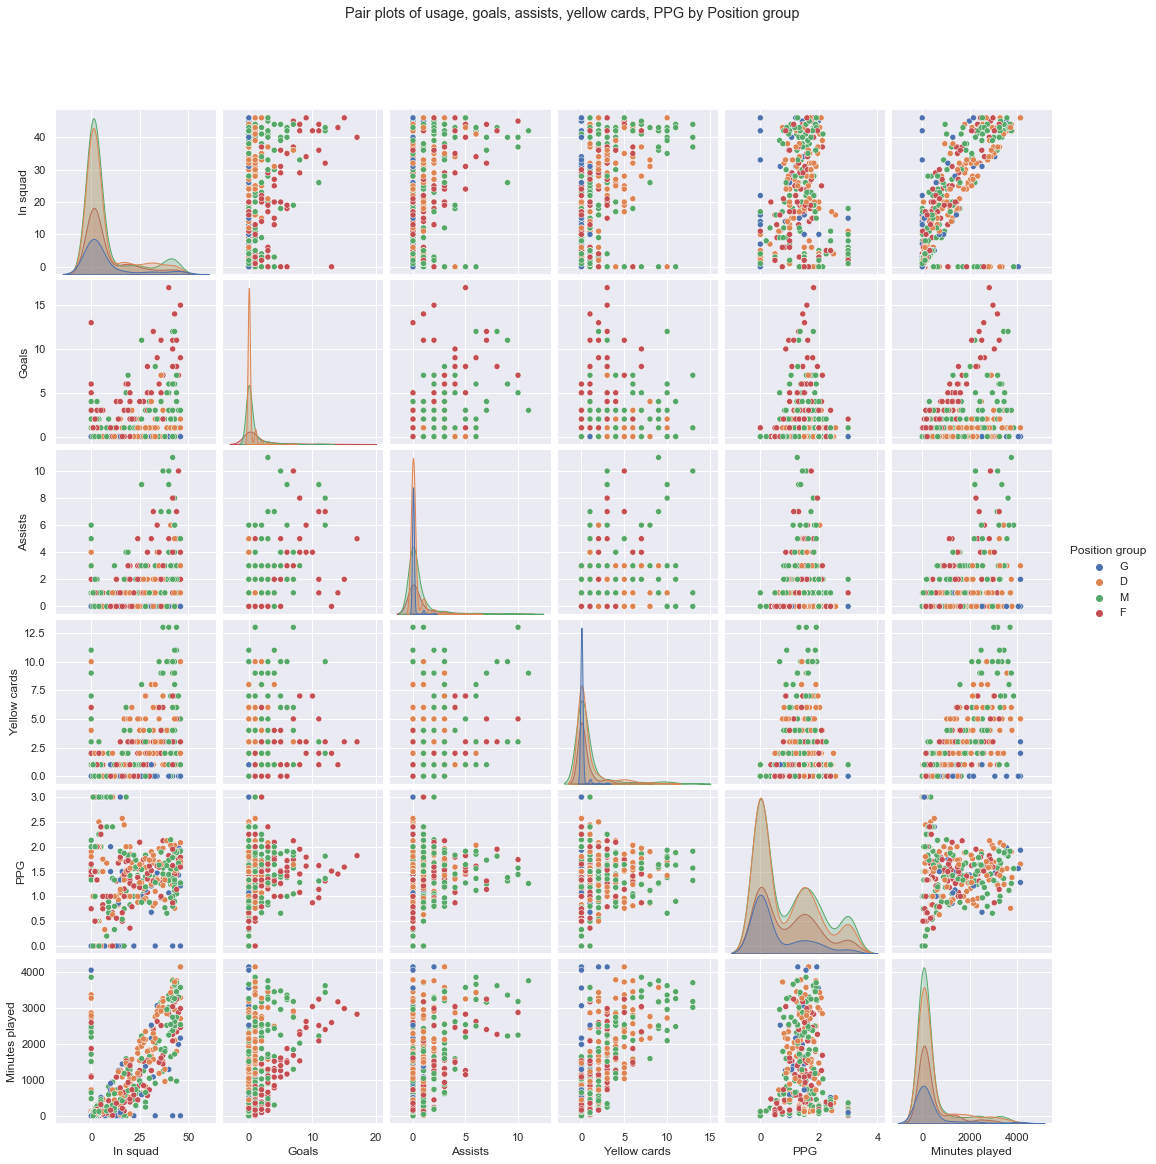 Pair plots of usage, goals, assists, yellow cards, PPG by Position group
40
30
20
10
0
In squad
15
10
5
0
Goals
10
8
6
4
2
0
Assists
Position group
G
D
M
F
12.5
10.0
7.5
5.0
2.5
0.0
Yellow cards
3.0
2.5
2.0
1.5
1.0
0.5
0.0
PPG
4000
3000
2000
1000
0
Minutes played
0 25 50
0 10 20
0 5 10
0 5 10 15
0 2 4
0 2000 4000
In squad
Goals
Assists
Yellow cards
PPG
Minutes played